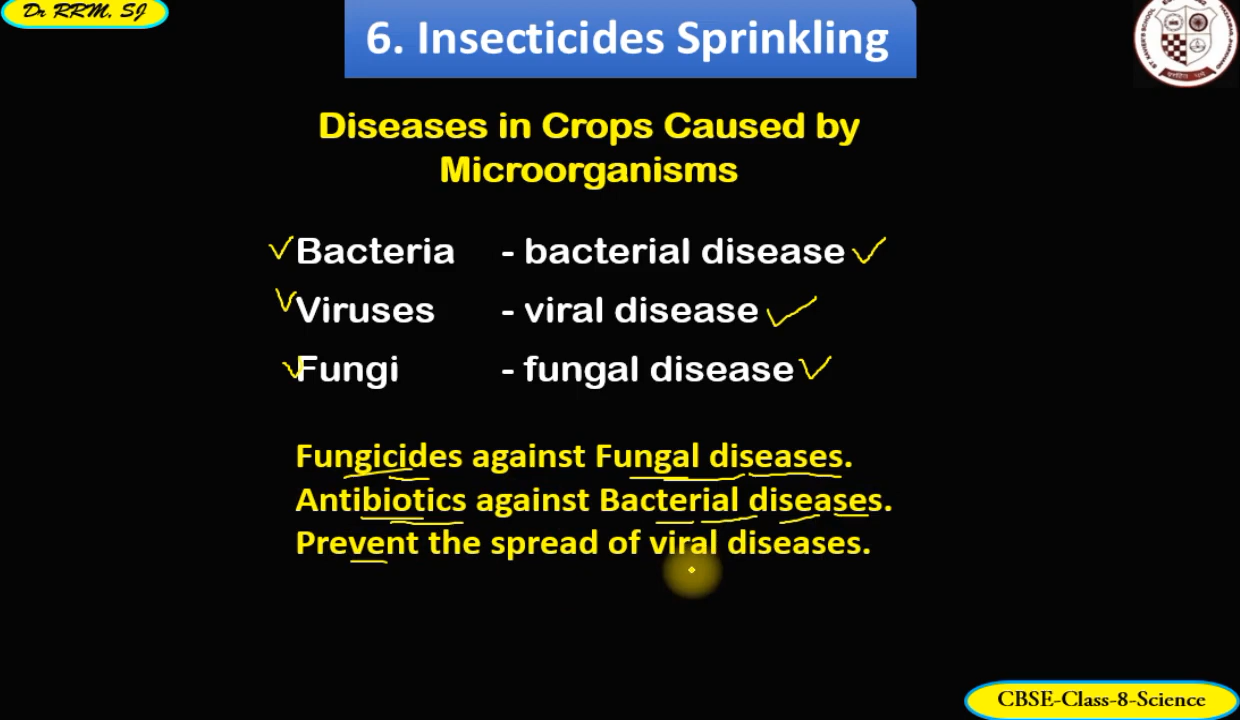 Dr RRM, SJ
6. Insecticides Sprinkling
Diseases in Crops Caused by
Microorganisms
Bacteria - bacterial disease
Viruses - viral disease
Fungi - fungal disease
Fungicides against Fungal diseases.
Antibiotics against Bacterial diseases.
Prevent the spread of viral diseases.
CBSE-Class-8-Science